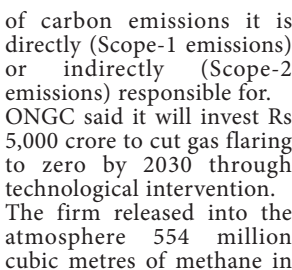 of carbon emissions it is
directly (Scope-1 emissions)
or indirectly (Scope-2
emissions) responsible for.
ONGC said it will invest Rs
5,000 crore to cut gas flaring
to zero by 2030 through
technological intervention.
The firm released into the
atmosphere 554 million
cubic metres of methane in